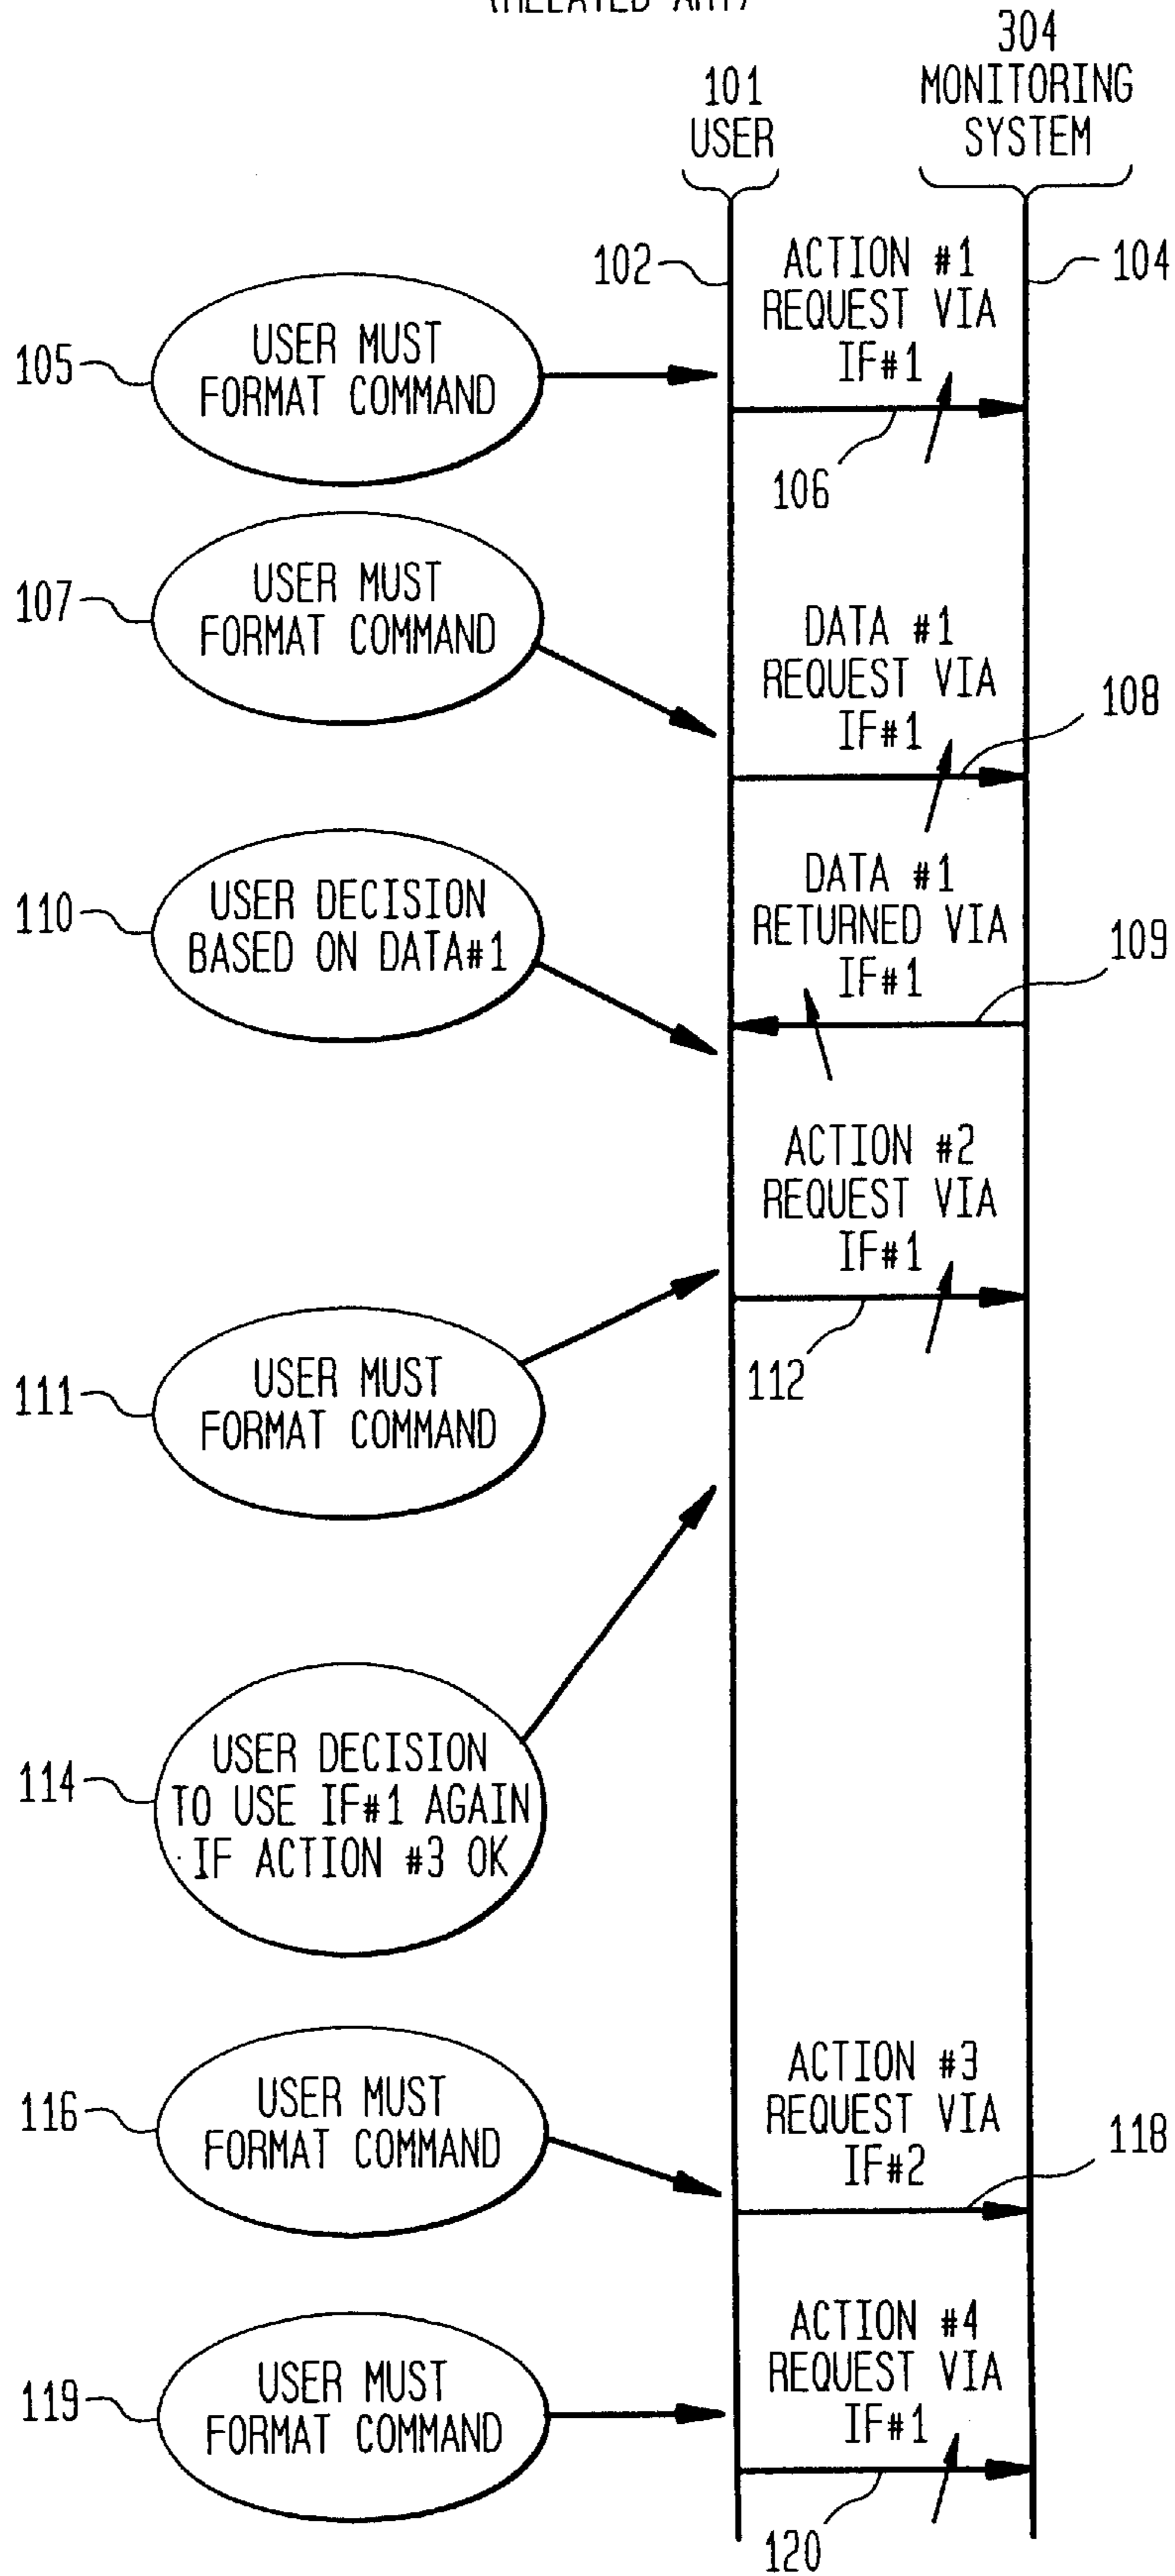 (RELATED ART)
304
MONITORING
SYSTEM
101
USER
102
ACTION #1
REQUEST VIA
IF#1
104
105
USER MUST
FORMAT COMMAND
106
107
USER MUST
FORMAT COMMAND
DATA #1
REQUEST VIA
IF#1
108
110
USER DECISION
BASED ON DATA#1
DATA #1
RETURNED VIA
IF#1
109
ACTION #2
REQUEST VIA
IF#1
111
USER MUST
FORMAT COMMAND
112
114
USER DECISION
TO USE IF#1 AGAIN
IF ACTION #3 OK
116
USER MUST
FORMAT COMMAND
ACTION #3
REQUEST VIA
IF#2
118
119
USER MUST
FORMAT COMMAND
ACTION #4
REQUEST VIA
IF#1
120